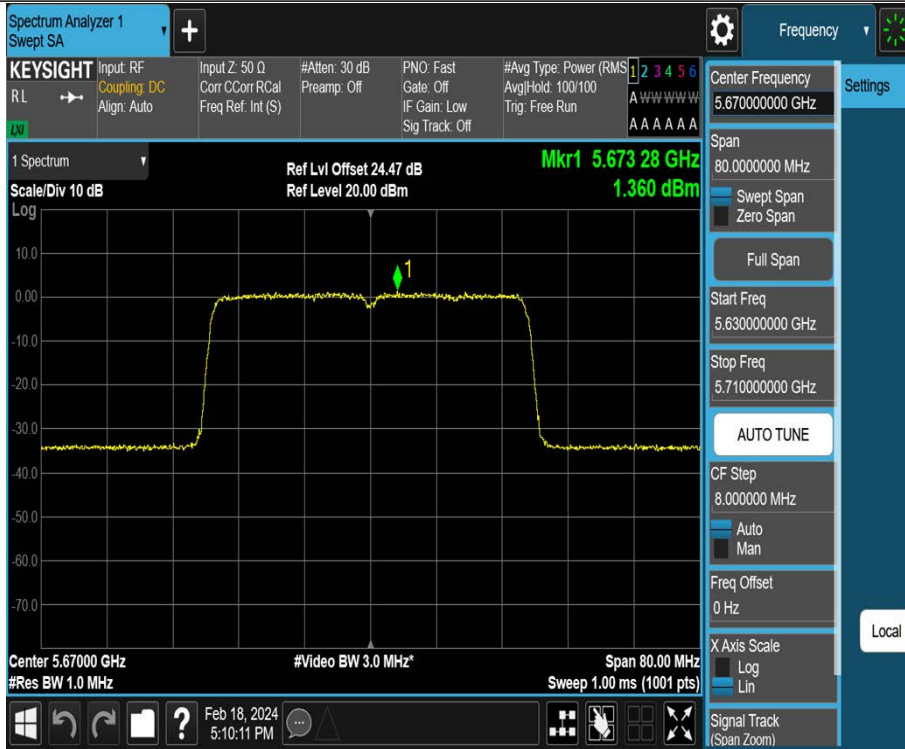 Spectrum Analyzer 1
Swept SA
+
Frequency
KEYSIGHT
RL
LXI
Input: RF
Coupling: DC
Align: Auto
Input Z: 50 Ω
Corr CCorr RCal
Freq Ref: Int (S)
#Atten: 30 dB
Preamp: Off
PNO: Fast
Gate: Off
IF Gain: Low
Sig Track: Off
#Avg Type: Power (RMS
Avg|Hold: 100/100
Trig: Free Run
1 2 3 4 5 6
A W W W W W
A A A A A A
1 Spectrum
Scale/Div 10 dB
Log
Ref Lvl Offset 24.47 dB
Ref Level 20.00 dBm
Mkr1 5.673 28 GHz
1.360 dBm
10.0
0.00
-10.0
-20.0
-30.0
-40.0
-50.0
-60.0
-70.0
1
Center 5.67000 GHz
#Res BW 1.0 MHz
#Video BW 3.0 MHz*
Span 80.00 MHz
Sweep 1.00 ms (1001 pts)
Center Frequency
5.670000000 GHz
Settings
Span
80.0000000 MHz
Swept Span
Zero Span
Full Span
Start Freq
5.630000000 GHz
Stop Freq
5.710000000 GHz
AUTO TUNE
CF Step
8.000000 MHz
Auto
Man
Freq Offset
0 Hz
Local
X Axis Scale
Log
Lin
Signal Track
(Span Zoom)
?
Feb 18, 2024
5:10:11 PM